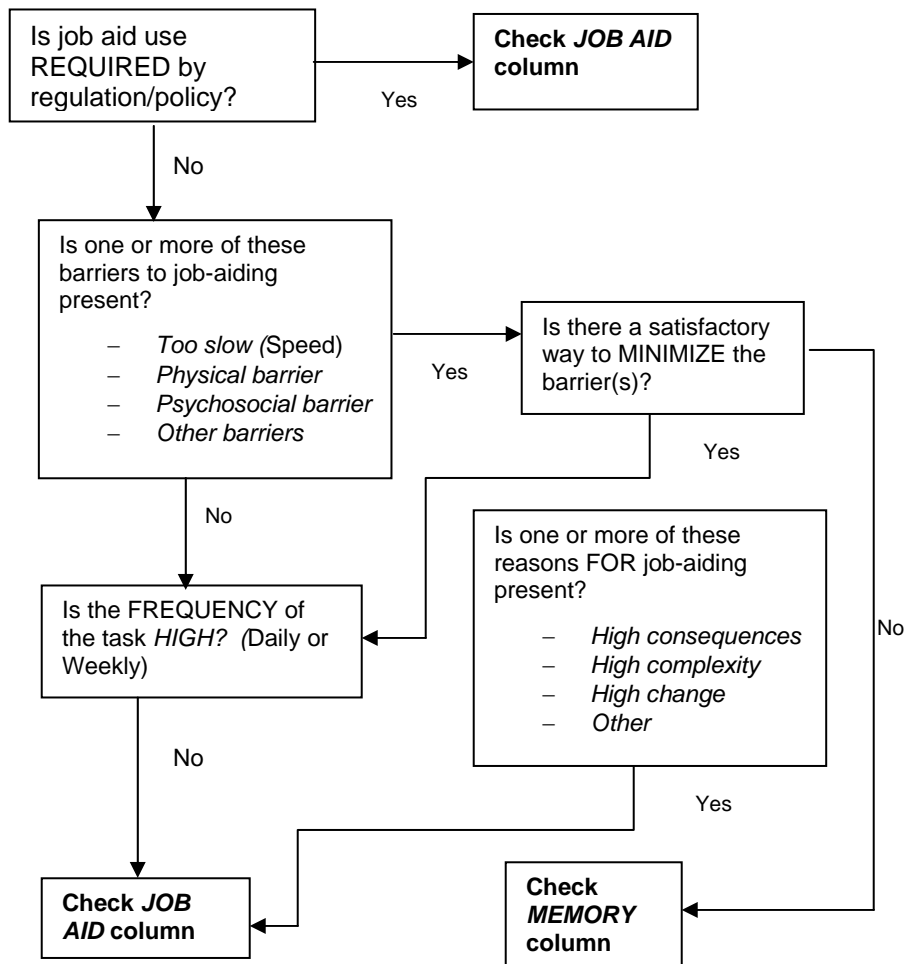 Is job aid use
REQUIRED by
regulation/policy?
Yes
Check JOB AID
column
No
Is one or more of these
barriers to job-aiding
present?
– Too slow (Speed)
– Physical barrier
– Psychosocial barrier
– Other barriers
Yes
Is there a satisfactory
way to MINIMIZE the
barrier(s)?
Yes
No
No
Is the FREQUENCY of
the task HIGH? (Daily or
Weekly)
Is one or more of these
reasons FOR job-aiding
present?
– High consequences
– High complexity
– High change
– Other
No
Yes
Check JOB
AID column
Check
MEMORY
column